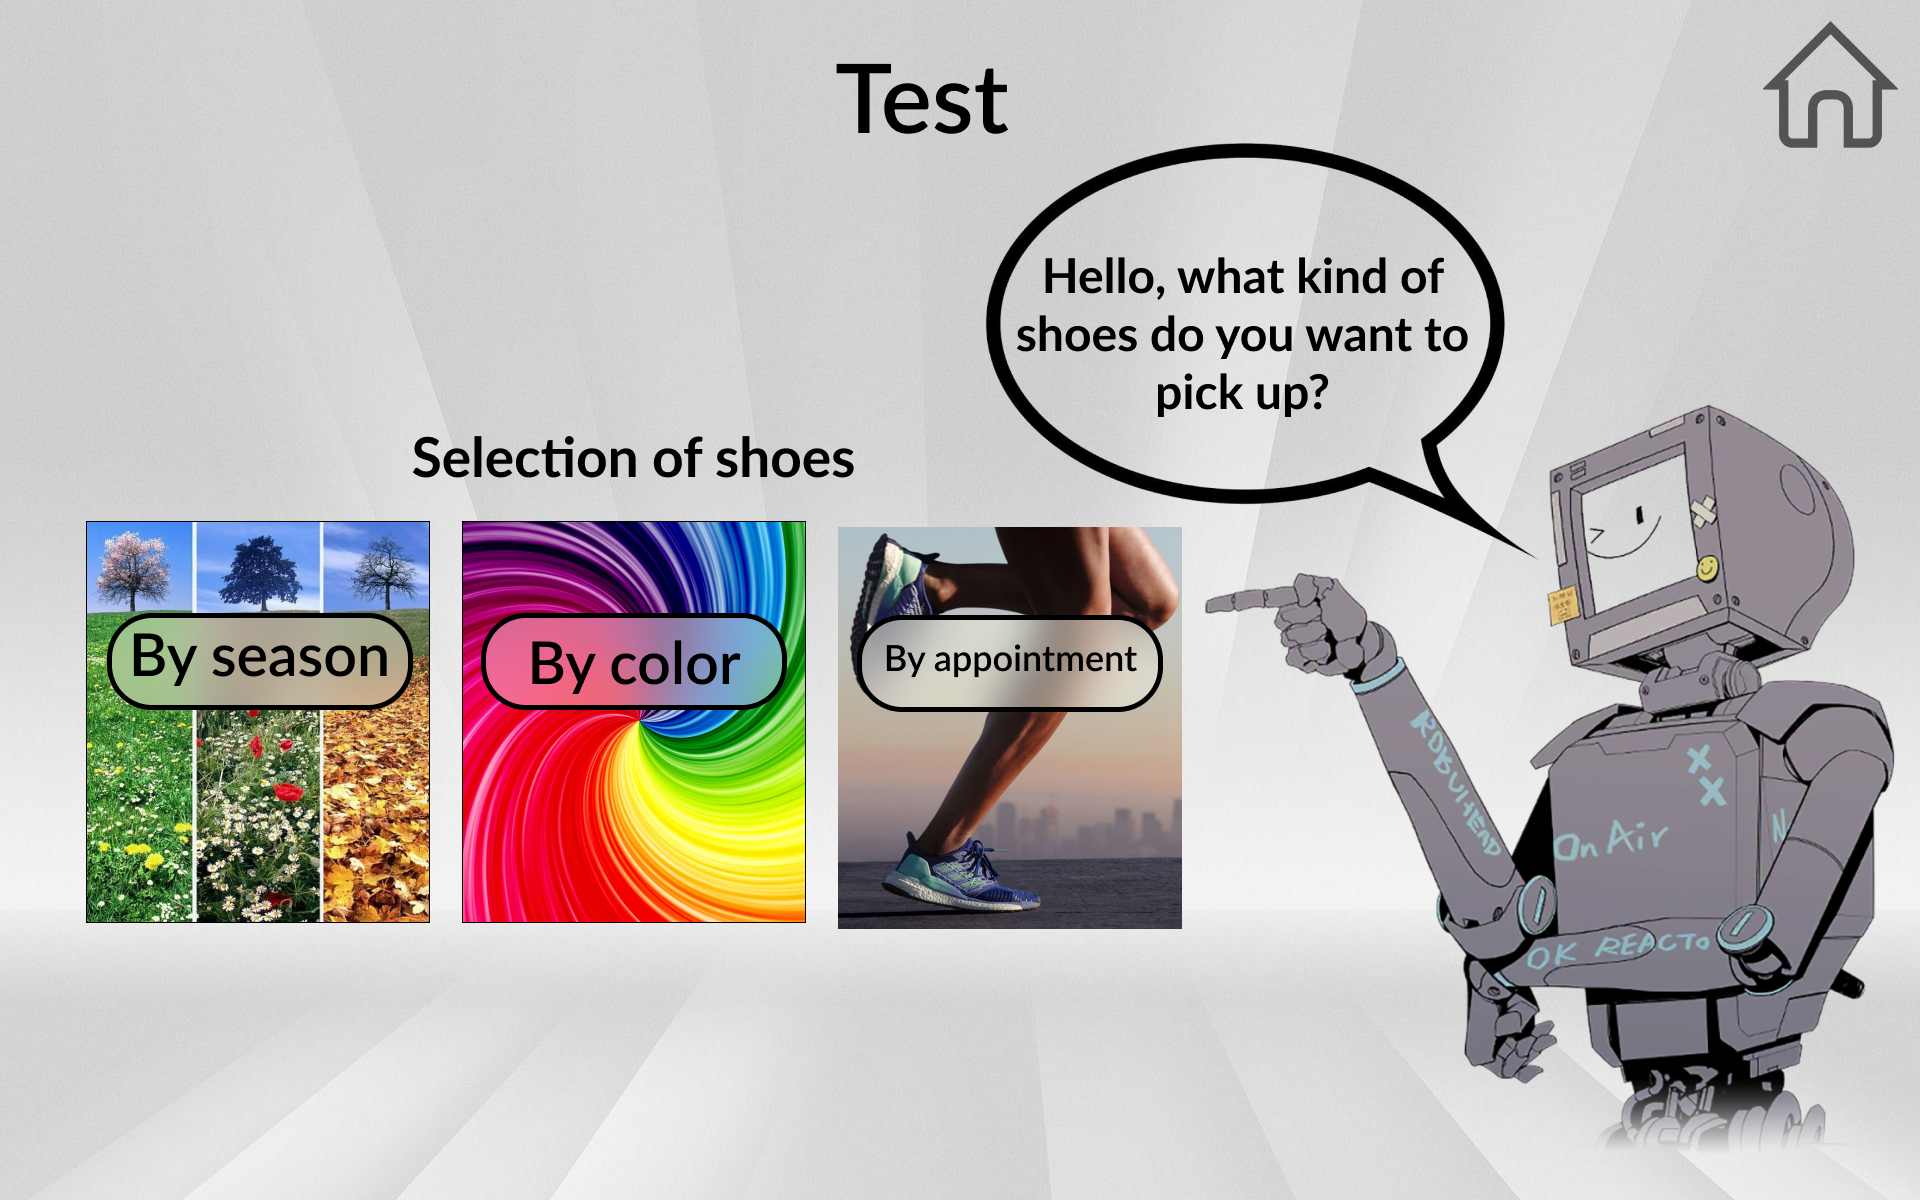 Test
Hello, what kind of
shoes do you want to
pick up?
Selection of shoes
By season
By color
By appointment
ROBUHEAD
On Air
N
OK REACTO